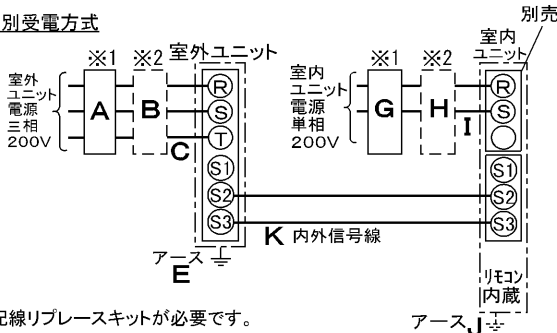 別受電方式
別売
※1
※2
室外ユニット
※1
※2
室内
ユニット
室外
ユニット
電源
三相
200V
A
B
R
S
T
C
S1
S2
S3
室内
ユニット
電源
単相
200V
G
H
R
S
I
S1
S2
S3
K 内外信号線
アース
E
リモコン
内蔵
アース J
配線リプレースキットが必要です。